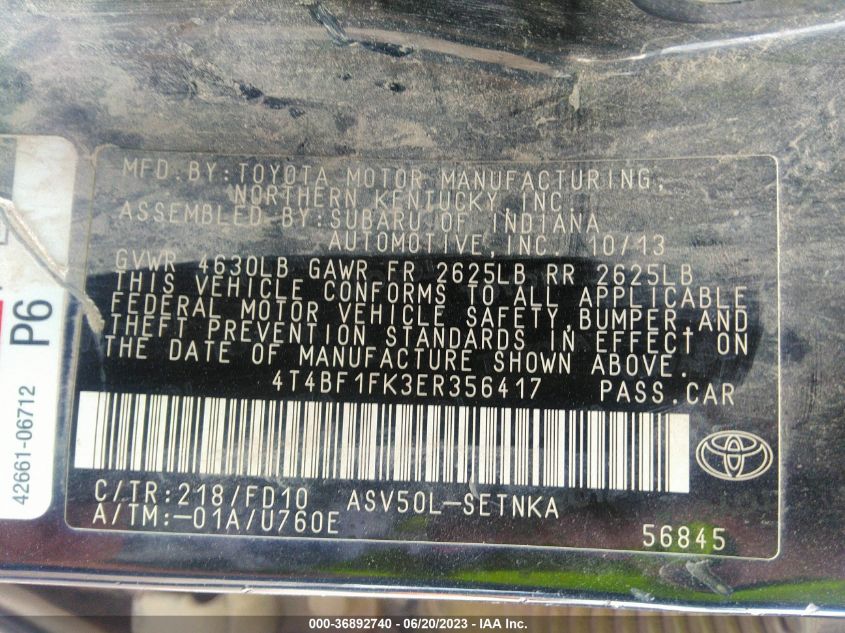 MFD.BY:TOYOTA MOTOR MANUFACTURING,
NORTHERN KENTUCKY, INC.
ASSEMBLED BY:SUBARU OF INDIANA
AUTOMOTIVE, INC. 10/13
GVWR 4630LB GAWR FR 2625LB RR 2625LB
THIS VEHICLE CONFORMS TO ALL APPLICABLE
FEDERAL MOTOR VEHICLE SAFETY,BUMPER,AND
THEFT PREVENTION STANDARDS IN EFFECT ON
THE DATE OF MANUFACTURE SHOWN ABOVE.
4T4BF1FK3ER356417 PASS.CAR
C/TR:218/FD10 ASV50L-SETNKA
A/TM:-01A/U760E
56845
P6
42661-06712
000-36892740 - 06/20/2023 - IAA Inc.